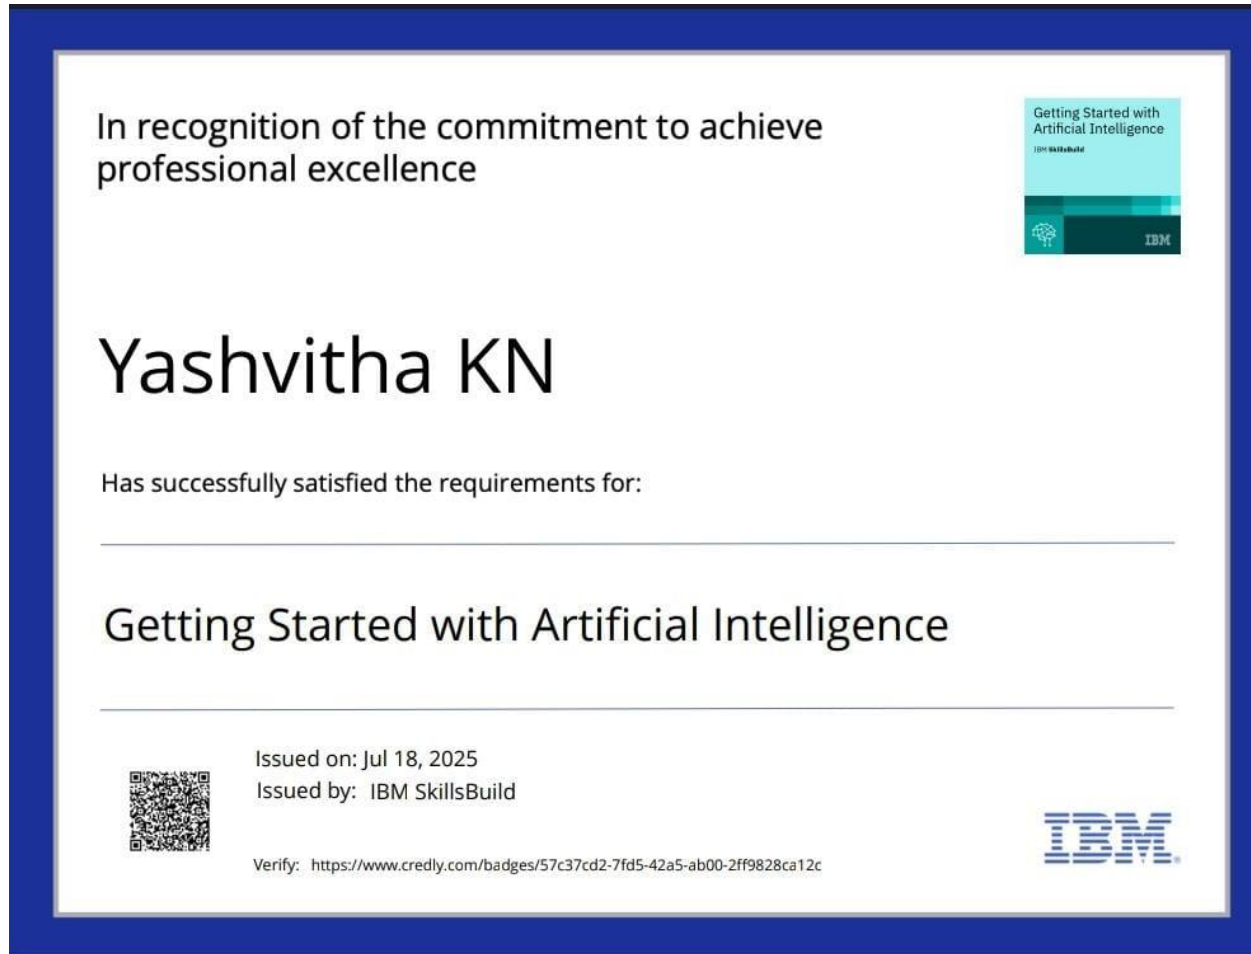 In recognition of the commitment to achieve
professional excellence
Getting Started with
Artificial Intelligence
IBM SkillsBuild
IBM
Yashvitha KN
Has successfully satisfied the requirements for:
Getting Started with Artificial Intelligence
Issued on: Jul 18, 2025
Issued by: IBM SkillsBuild
Verify: https://www.credly.com/badges/57c37cd2-7fd5-42a5-ab00-2ff9828ca12c
IBM